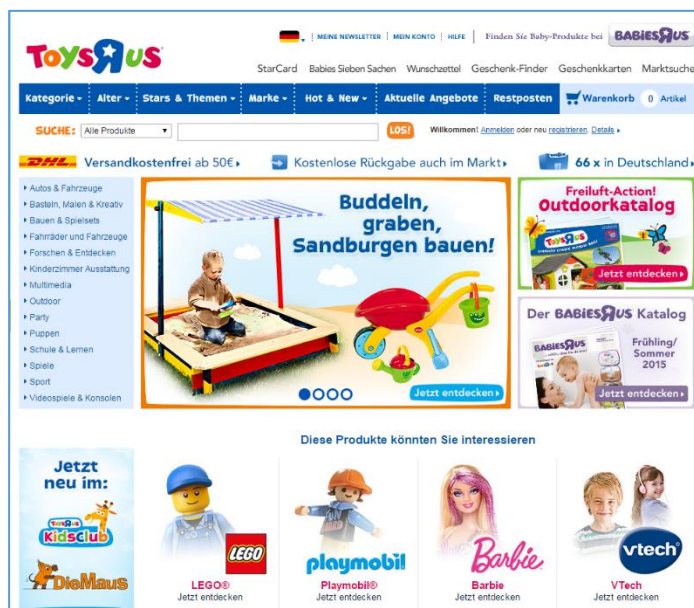 TOYSЯUS
MEINE NEWSLETTER | MEIN KONTO | HILFE | Finden Sie Baby-Produkte bei BABIESЯUS
StarCard Babies Sieben Sachen Wunschzettel Geschenk-Finder Geschenkkarten Marktsuche
Kategorie Alter Stars & Themen Marke Hot & New Aktuelle Angebote Restposten Warenkorb 0 Artikel
SUCHE: Alle Produkte LOS! Willkommen! Anmelden oder neu registrieren. Details
DHL Versandkostenfrei ab 50€ Kostenlose Rückgabe auch im Markt 66 x in Deutschland
Autos & Fahrzeuge
Basteln, Malen & Kreativ
Bauen & Spielsets
Fahrräder und Fahrzeuge
Forschen & Entdecken
Kinderzimmer Ausstattung
Multimedia
Outdoor
Party
Puppen
Schule & Lernen
Spiele
Sport
Videospiele & Konsolen
Buddeln,
graben,
Sandburgen bauen!
Jetzt entdecken
Freiluft-Action!
Outdoorkatalog
TOYSЯUS
Jetzt entdecken
Der BABIESЯUS Katalog
BABIESЯUS
Frühling/
Sommer
2015
Jetzt entdecken
Diese Produkte könnten Sie interessieren
Jetzt
neu im:
TOYSЯUS
KidsClub
DieMaus
LEGO
LEGO®
Jetzt entdecken
playmobil
Playmobil®
Jetzt entdecken
Barbie
Barbie
Jetzt entdecken
vtech
VTech
Jetzt entdecken